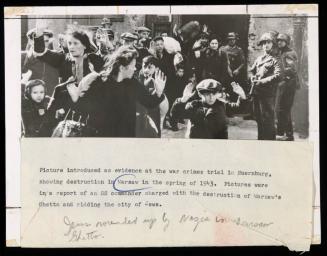 Picture introduced as evidence at the war crimes trial in Nuernburg,
showing destruction in Warsaw in the spring of 1943. Pictures were
in a report of an SS commander charged with the destruction of Warsaw's
Ghetto and ridding the city of Jews.
Jews rounded up by Nazis in Warsaw
Ghetto.